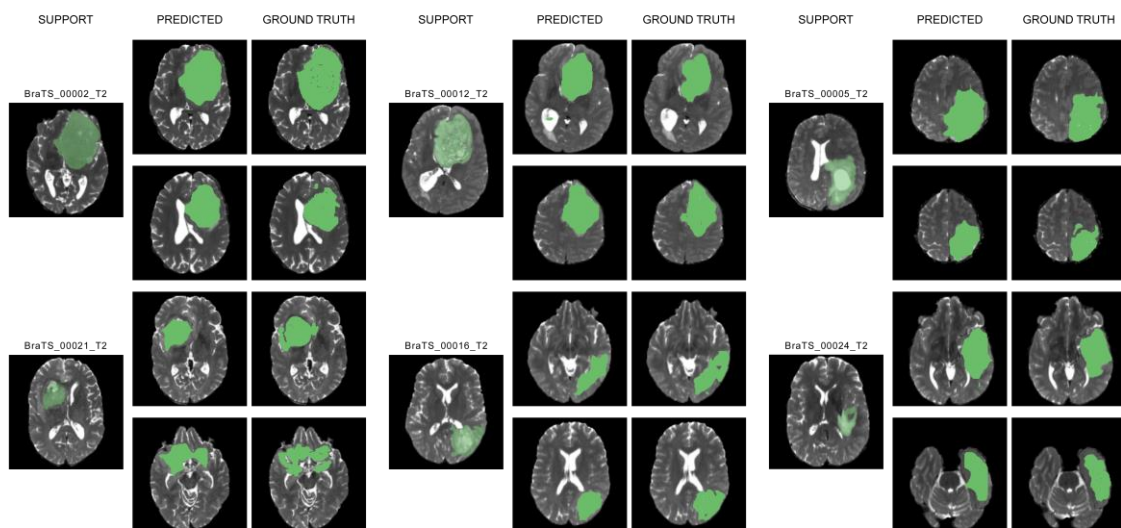 SUPPORT PREDICTED GROUND TRUTH SUPPORT PREDICTED GROUND TRUTH SUPPORT PREDICTED GROUND TRUTH
BraTS_00002_T2 BraTS_00012_T2 BraTS_00005_T2
BraTS_00021_T2 BraTS_00016_T2 BraTS_00024_T2